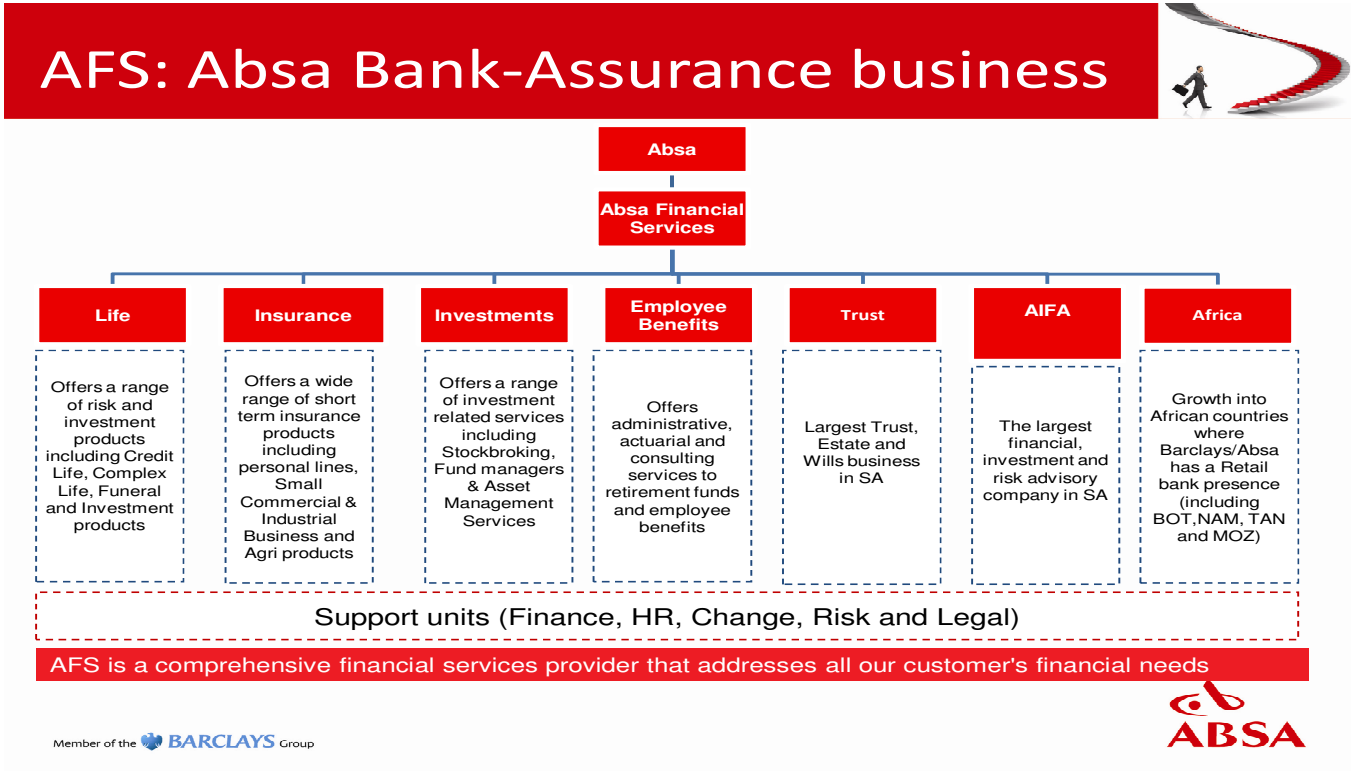 AFS: Absa Bank-Assurance business
Absa
Absa Financial
Services
Life
Offers a range
of risk and
investment
products
including Credit
Life, Complex
Life, Funeral
and Investment
products
Insurance
Offers a wide
range of short
term insurance
products
including
personal lines,
Small
Commercial &
Industrial
Business and
Agri products
Investments
Offers a range
of investment
related services
including
Stockbroking,
Fund managers
& Asset
Management
Services
Employee
Benefits
Offers
administrative,
actuarial and
consulting
services to
retirement funds
and employee
benefits
Trust
Largest Trust,
Estate and
Wills business
in SA
AIFA
The largest
financial,
investment and
risk advisory
company in SA
Africa
Growth into
African countries
where
Barclays/Absa
has a Retail
bank presence
(including
BOT,NAM, TAN
and MOZ)
Support units (Finance, HR, Change, Risk and Legal)
AFS is a comprehensive financial services provider that addresses all our customer's financial needs
Member of the BARCLAYS Group
ABSA